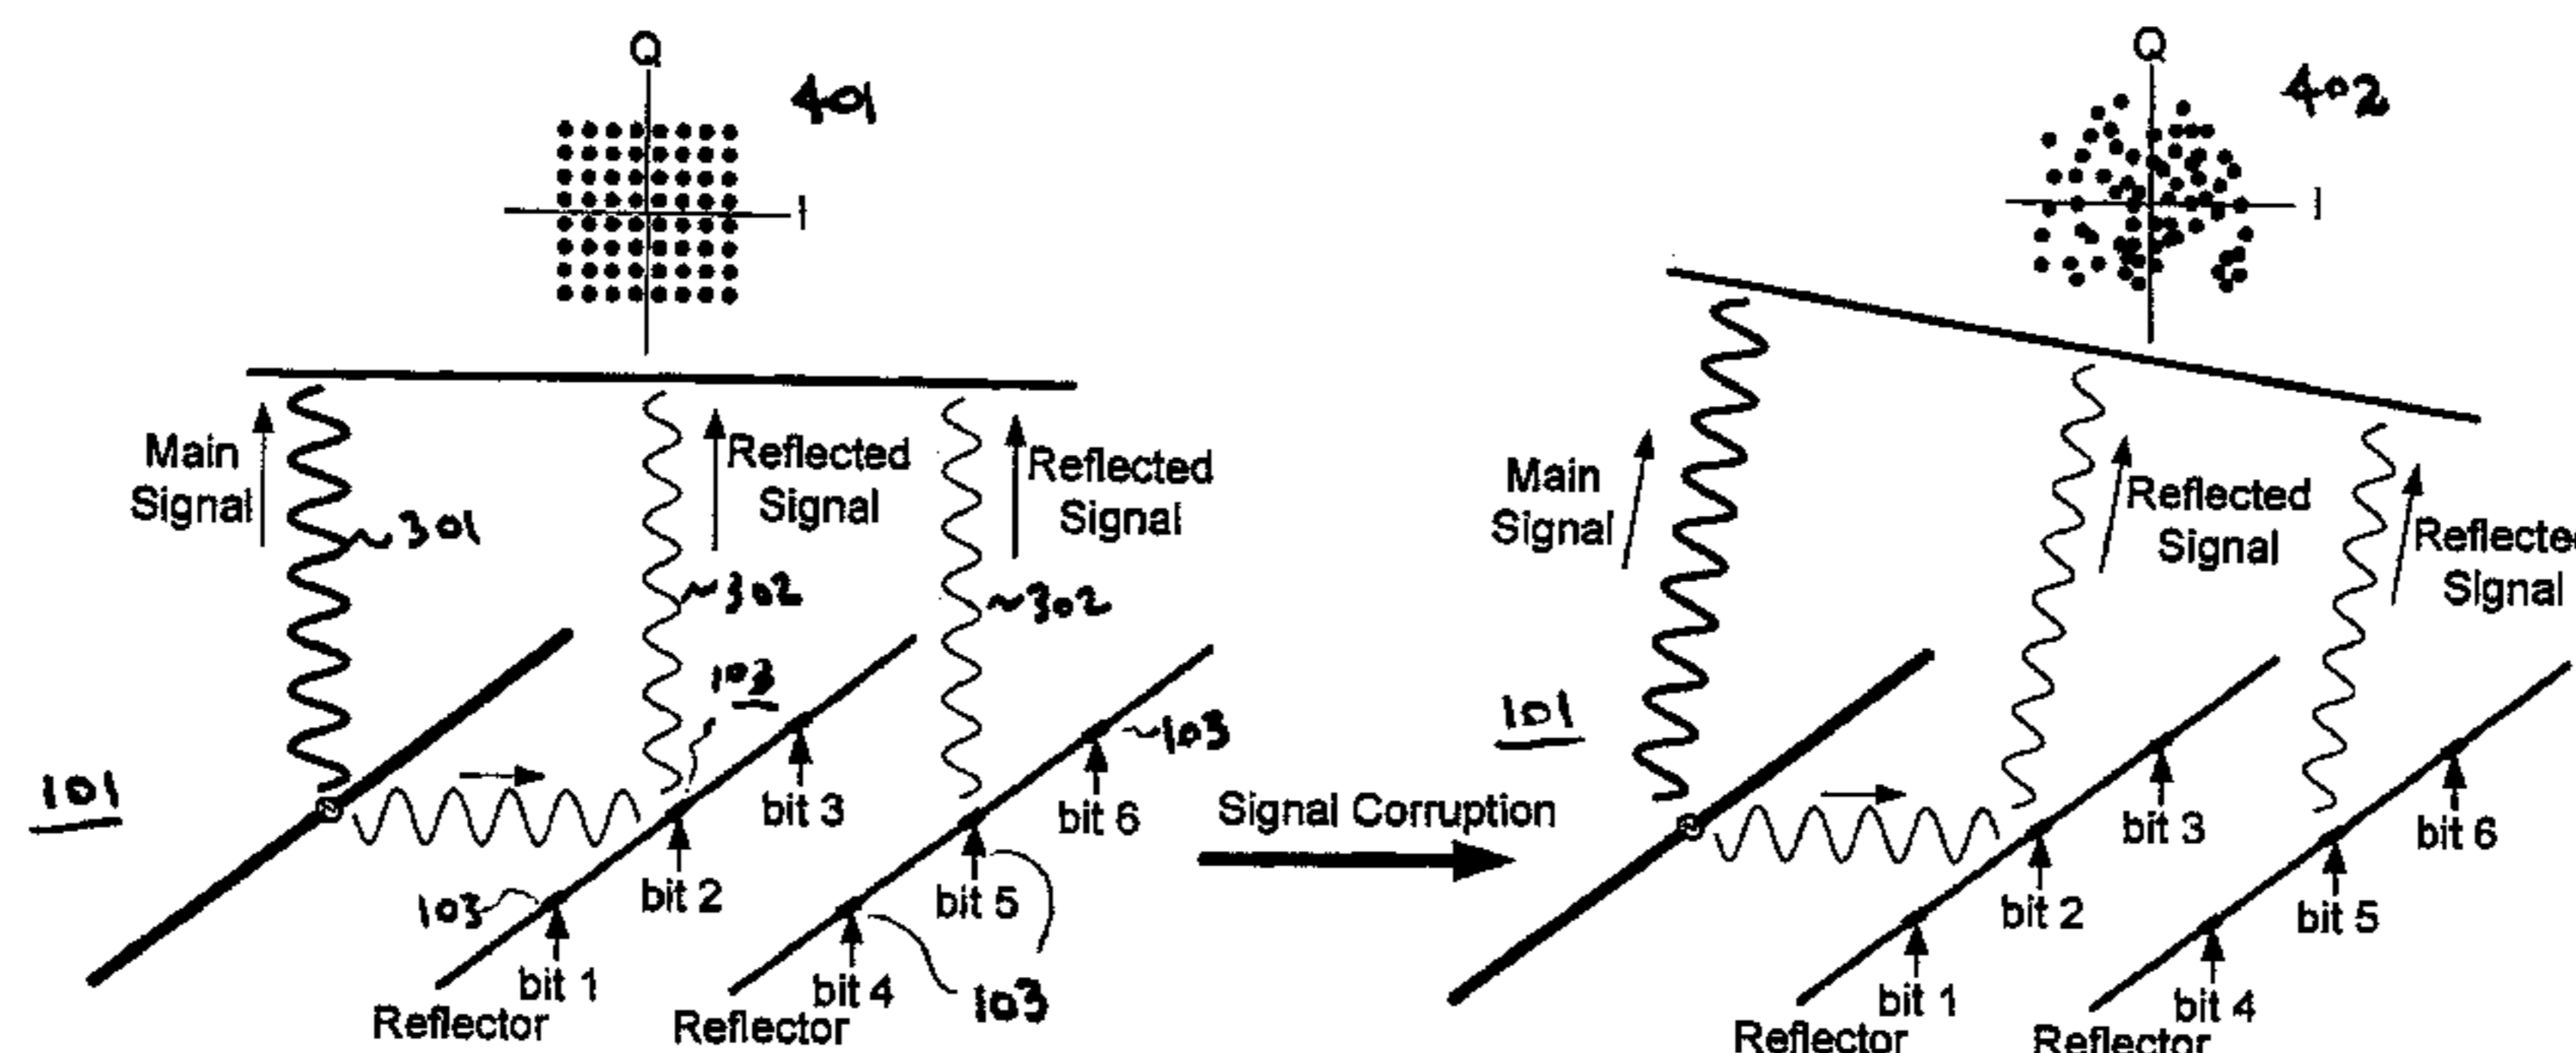 Q
401
I
Main
Signal
~301
Reflected
Signal
~302
Reflected
Signal
~302
101
103
bit 3
~103
bit 6
103
bit 2
bit 5
bit 1
bit 4
103
Reflector
Reflector
Signal Corruption
Q
402
I
Main
Signal
Reflected
Signal
Reflected
Signal
101
bit 3
bit 6
bit 2
bit 5
bit 1
bit 4
Reflector
Reflector